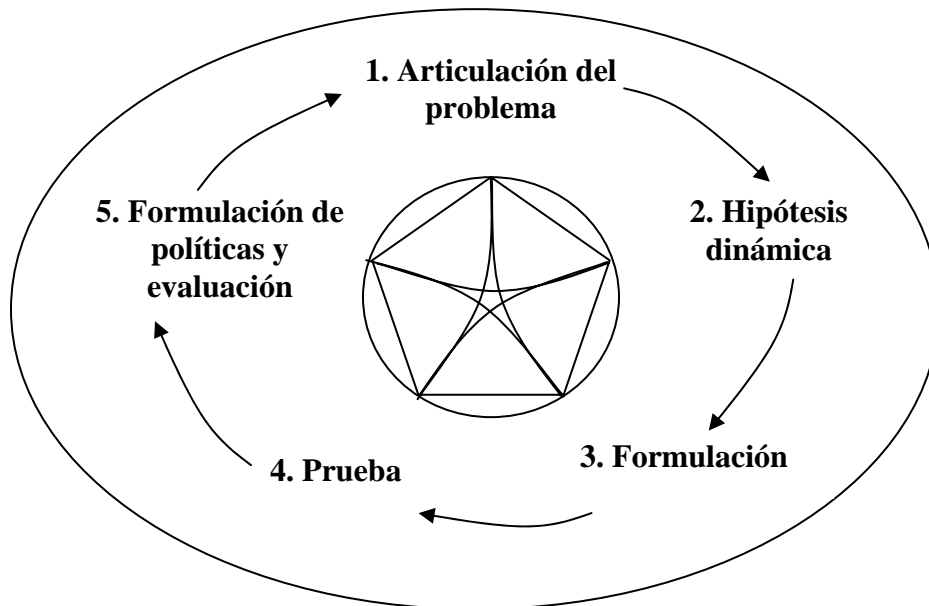 1. Articulación del
problema
2. Hipótesis
dinámica
3. Formulación
4. Prueba
5. Formulación de
políticas y
evaluación